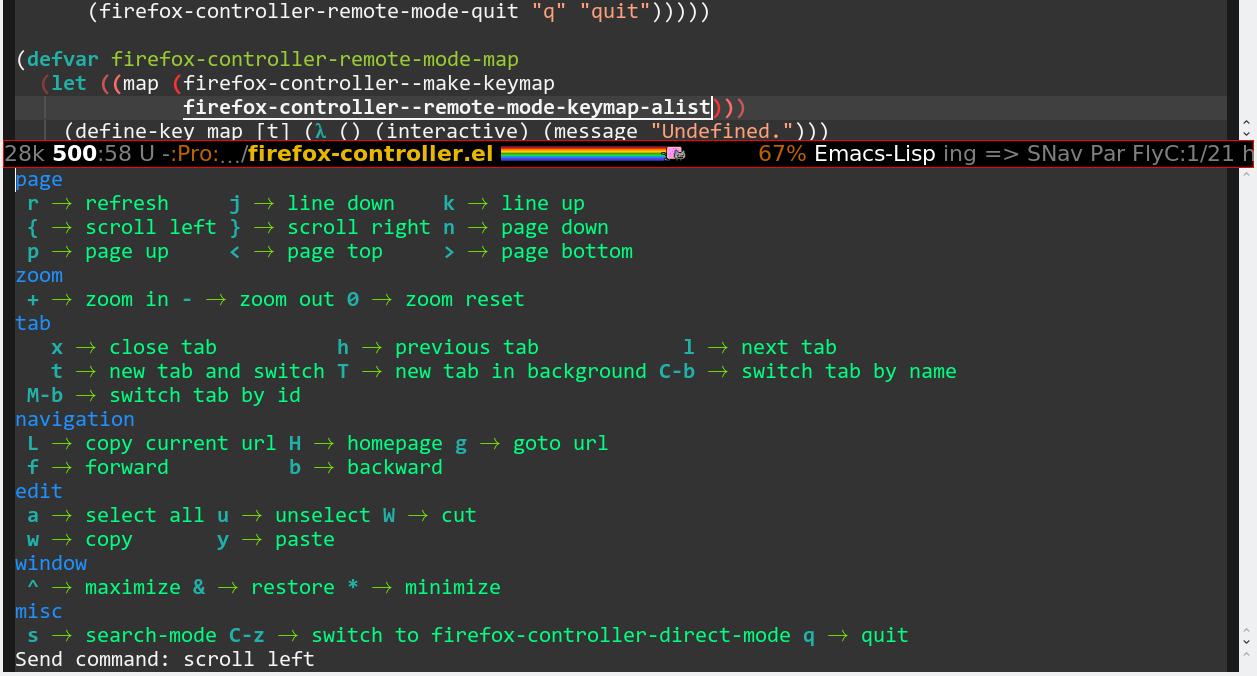 (firefox-controller-remote-mode-quit "q" "quit")))))
(defvar firefox-controller-remote-mode-map
(let ((map (firefox-controller--make-keymap
firefox-controller--remote-mode-keymap-alist)))
(define-key map [t] (λ () (interactive) (message "Undefined.")))
28k 500:58 U -:Pro:…/firefox-controller.el 67% Emacs-Lisp ing => SNav Par FlyC:1/21 h
page
r → refresh j → line down k → line up
{ → scroll left } → scroll right n → page down
p → page up < → page top > → page bottom
zoom
+ → zoom in - → zoom out 0 → zoom reset
tab
x → close tab h → previous tab l → next tab
t → new tab and switch T → new tab in background C-b → switch tab by name
M-b → switch tab by id
navigation
L → copy current url H → homepage g → goto url
f → forward b → backward
edit
a → select all u → unselect W → cut
w → copy y → paste
window
^ → maximize & → restore * → minimize
misc
s → search-mode C-z → switch to firefox-controller-direct-mode q → quit
Send command: scroll left